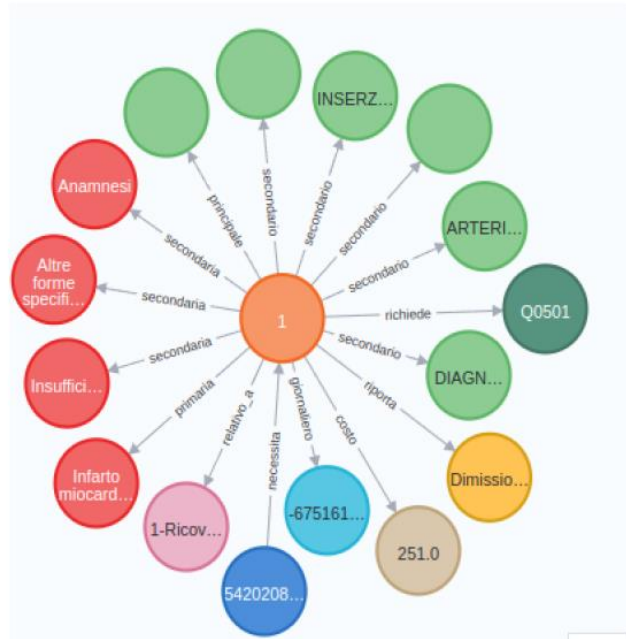 INSERZ...
Anamnesi
principale
secondario
secondario
secondario
ARTERI...
secondaria
secondario
Altre
forme
specifi...
secondaria
1
richiede
Q0501
secondaria
secondario
Insuffici...
DIAGN...
primaria
relativo_a
necessita
giornaliero
costo
riporta
Infarto
miocard...
Dimissio...
1-Ricov...
-675161...
251.0
5420208...